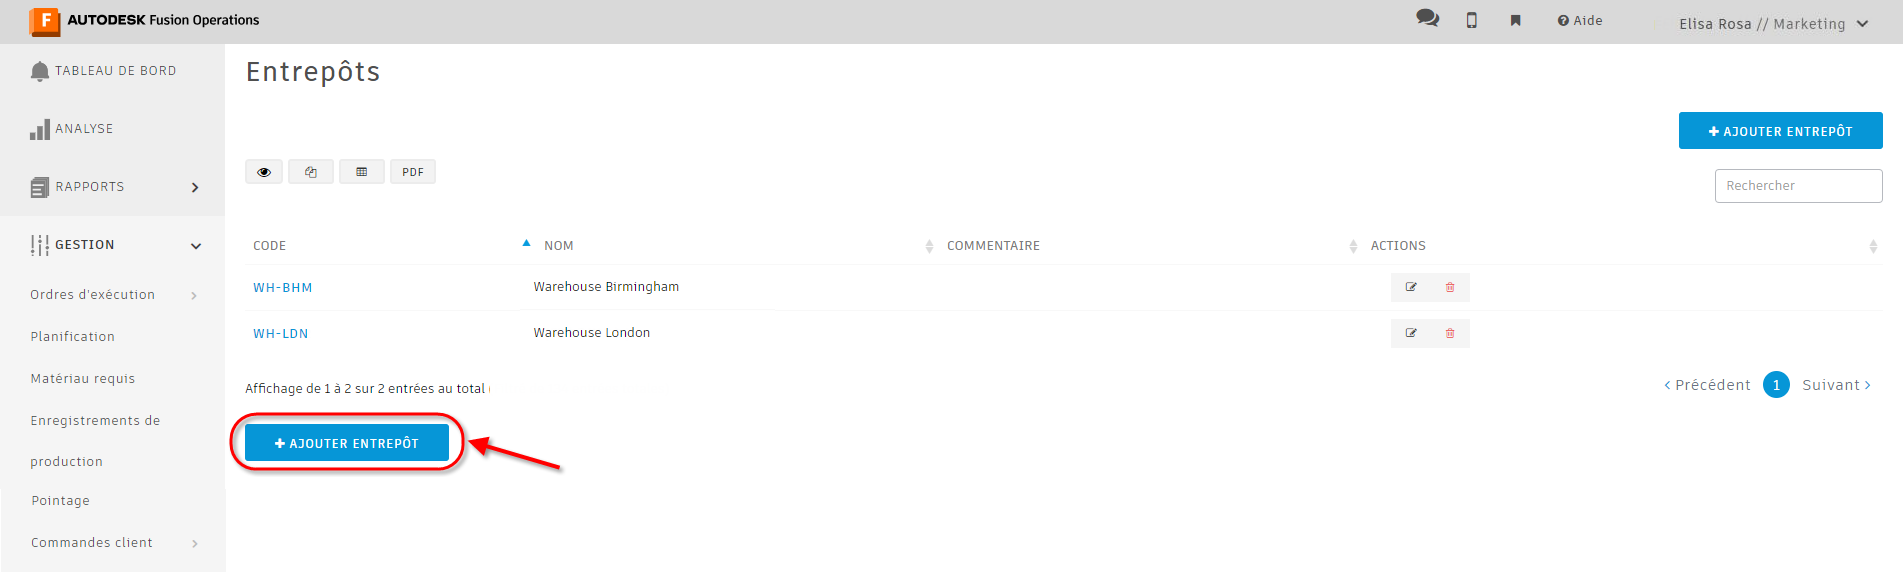 F AUTODESK Fusion Operations
Aide
Elisa Rosa // Marketing
TABLEAU DE BORD
ANALYSE
RAPPORTS
GESTION
Ordres d'exécution
Planification
Matériau requis
Enregistrements de
production
Pointage
Commandes client
Entrepôts
AJOUTER ENTREPÔT
PDF
Rechercher
CODE NOM COMMENTAIRE ACTIONS
WH-BHM Warehouse Birmingham
WH-LDN Warehouse London
Affichage de 1 à 2 sur 2 entrées au total
Précédent 1 Suivant
AJOUTER ENTREPÔT